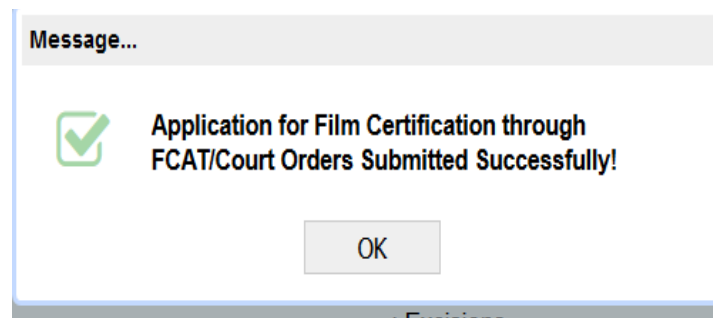 Message...
Application for Film Certification through
FCAT/Court Orders Submitted Successfully!
OK